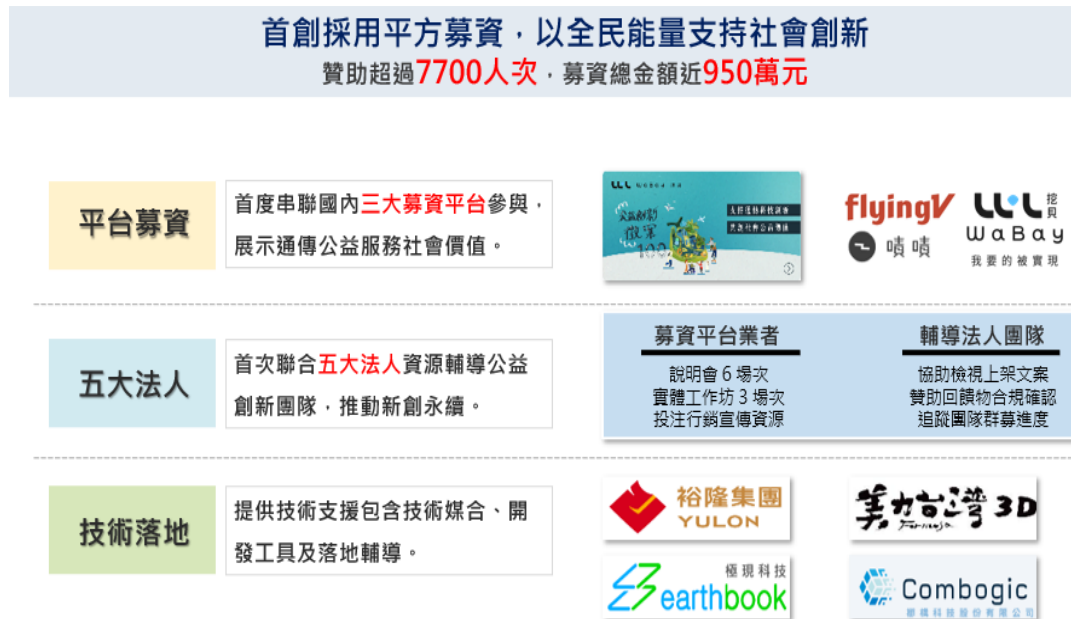 首創採用平方募資，以全民能量支持社會創新
贊助超過7700人次，募資總金額近950萬元
平台募資
首度串聯國內三大募資平台參與，
展示通傳公益服務社會價值。
WaBay 挖貝
徵案
100
flyingV
嘖嘖
挖貝
WaBay
我要的被實現
五大法人
首次聯合五大法人資源輔導公益
創新團隊，推動新創永續。
募資平台業者
說明會 6 場次
實體工作坊 3 場次
投注行銷宣傳資源
輔導法人團隊
協助檢視上架文案
贊助回饋物合規確認
追蹤團隊群募進度
技術落地
提供技術支援包含技術媒合、開
發工具及落地輔導。
裕隆集團
YULON
美力台灣 3D
Formosa
極現科技
earthbook
Combogic